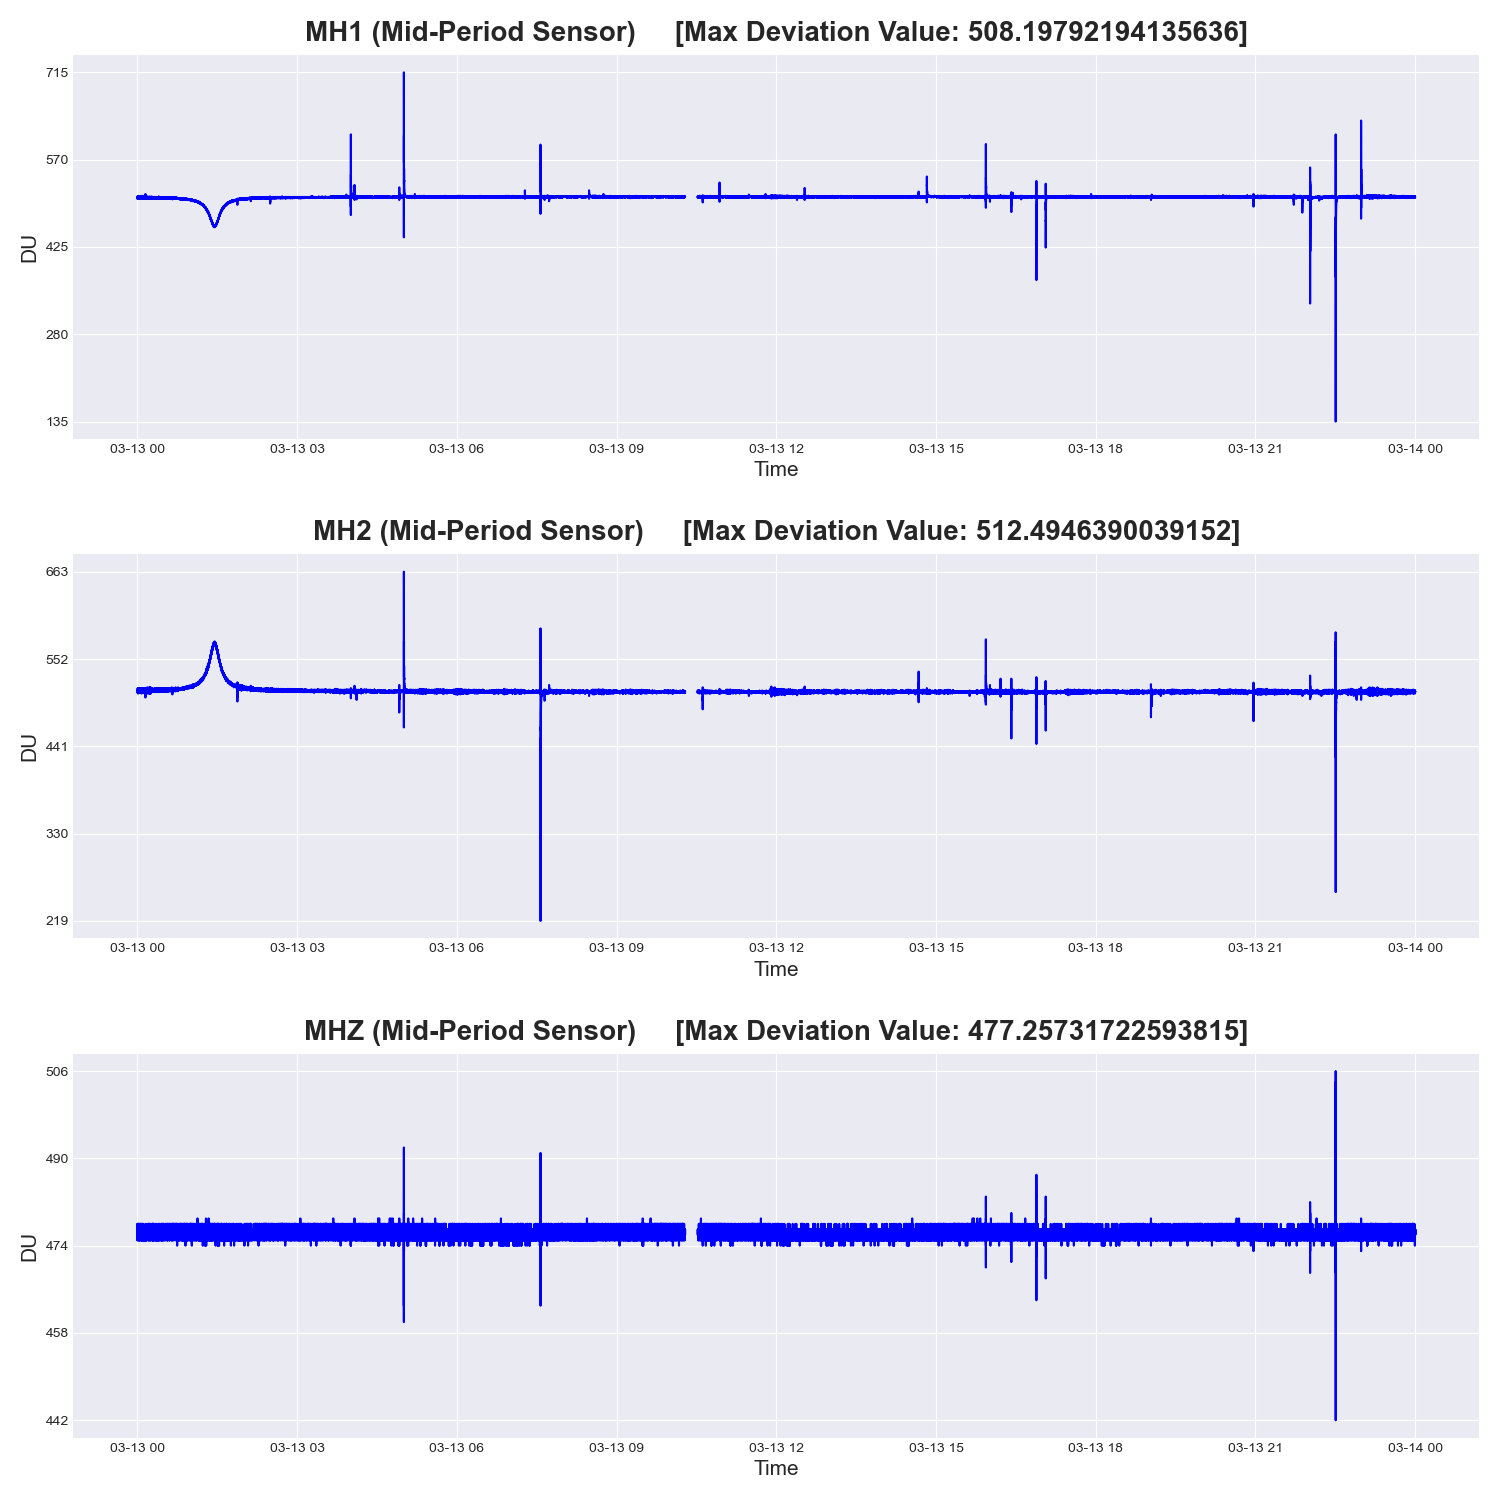 MH1 (Mid-Period Sensor) [Max Deviation Value: 508.19792194135636]
715
570
425
280
135
DU
03-13 00 03-13 03 03-13 06 03-13 09 03-13 12 03-13 15 03-13 18 03-13 21 03-14 00
Time
MH2 (Mid-Period Sensor) [Max Deviation Value: 512.4946390039152]
663
552
441
330
219
DU
03-13 00 03-13 03 03-13 06 03-13 09 03-13 12 03-13 15 03-13 18 03-13 21 03-14 00
Time
MHZ (Mid-Period Sensor) [Max Deviation Value: 477.25731722593815]
506
490
474
458
442
DU
03-13 00 03-13 03 03-13 06 03-13 09 03-13 12 03-13 15 03-13 18 03-13 21 03-14 00
Time